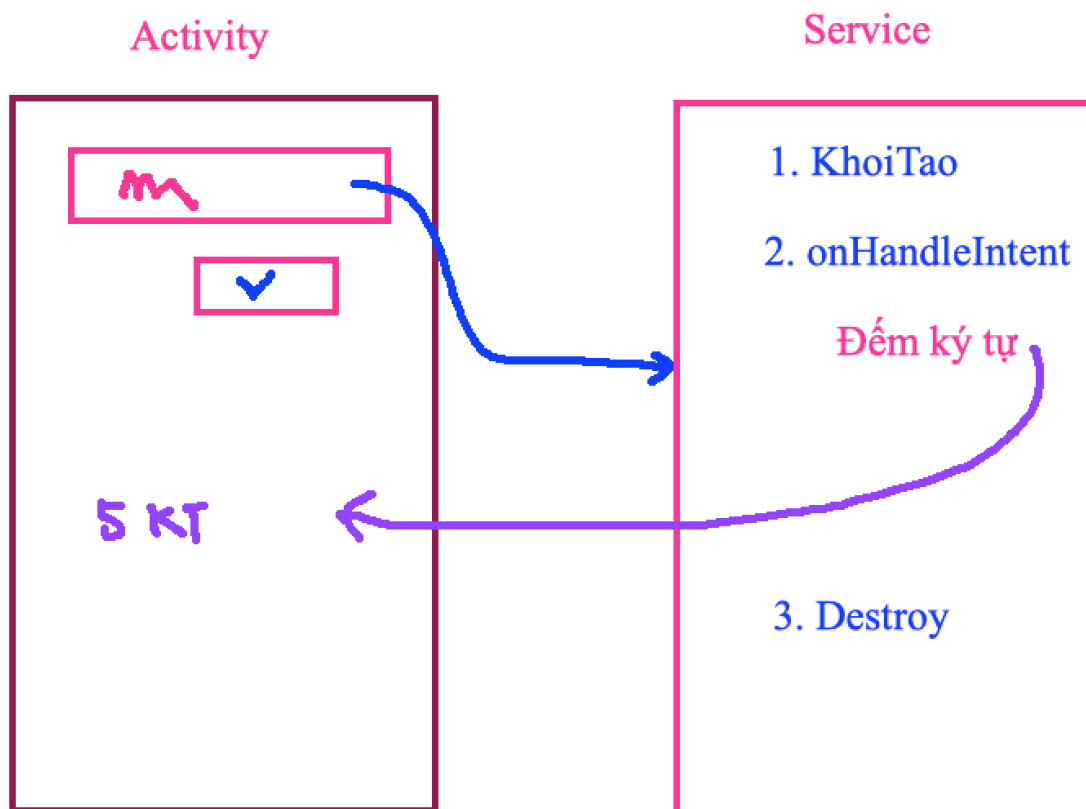 Activity
Service
1. KhoiTao
2. onHandleIntent
Đếm ký tự
5 KT
3. Destroy